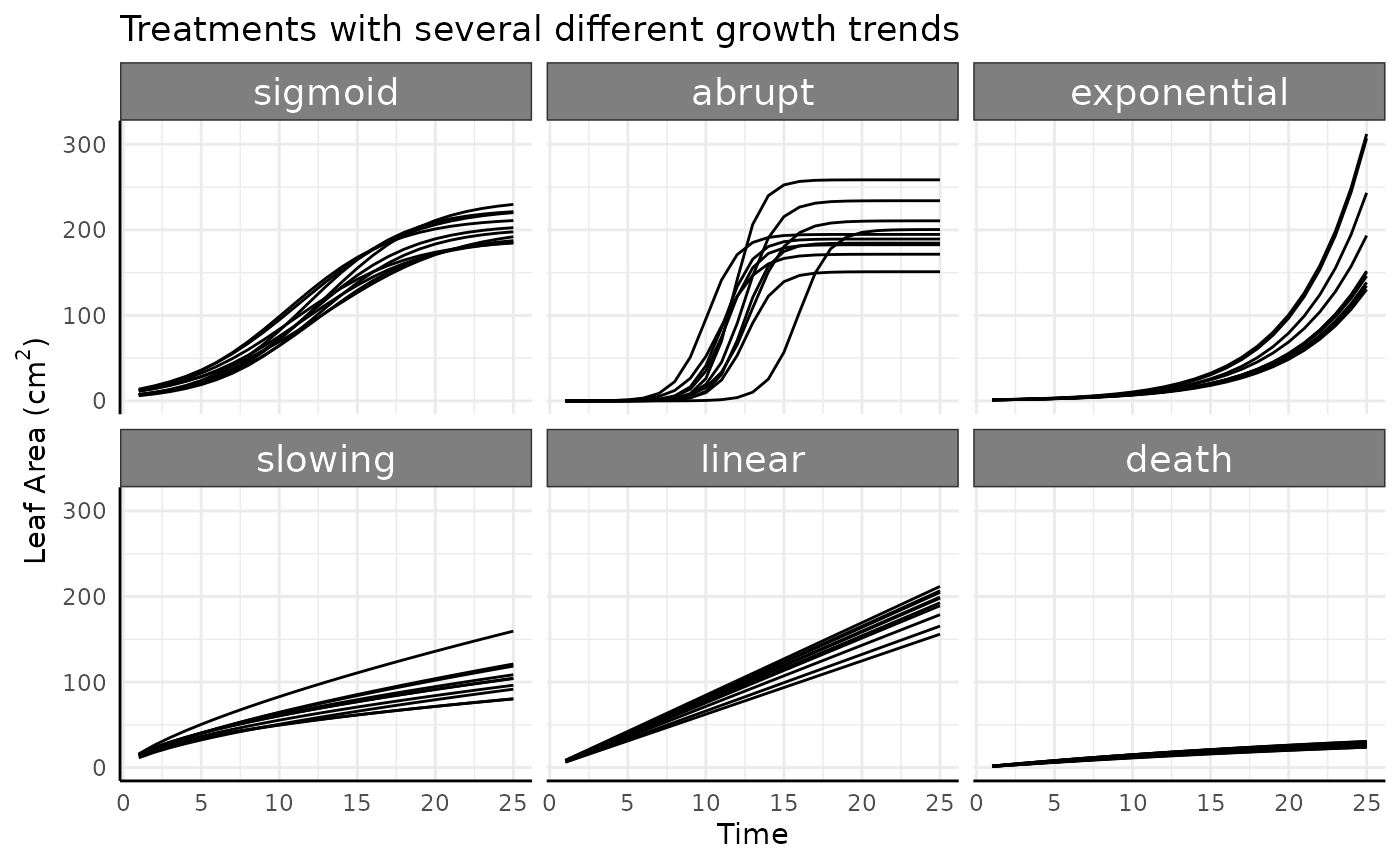 Treatments with several different growth trends
sigmoid abrupt exponential
300
200
100
0
slowing linear death
300
200
100
0
0 5 10 15 20 25 0 5 10 15 20 25 0 5 10 15 20 25
Time
Leaf Area (cm²)